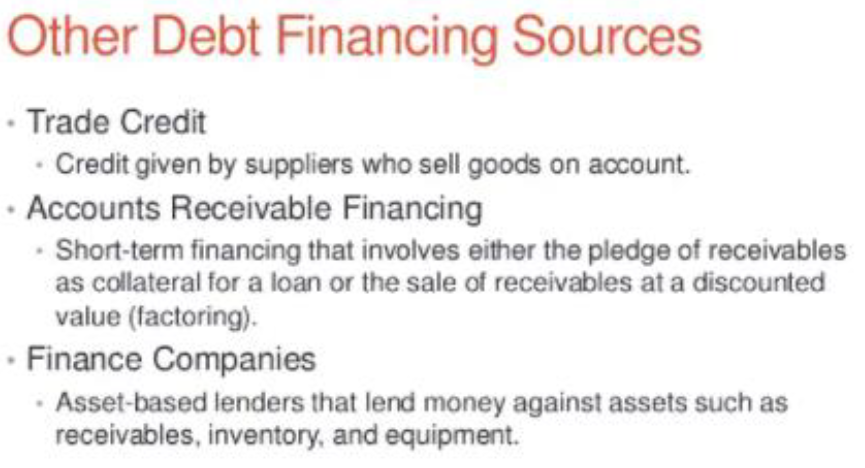 Other Debt Financing Sources
• Trade Credit
• Credit given by suppliers who sell goods on account.
• Accounts Receivable Financing
• Short-term financing that involves either the pledge of receivables
as collateral for a loan or the sale of receivables at a discounted
value (factoring).
• Finance Companies
• Asset-based lenders that lend money against assets such as
receivables, inventory, and equipment.